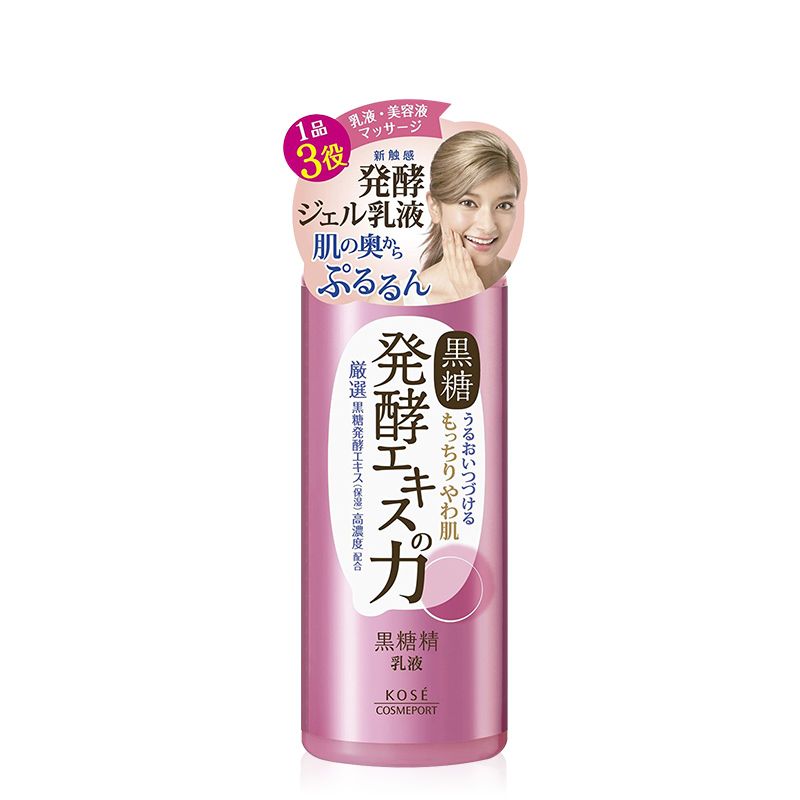 1品
3役
乳液・美容液
マッサージ
新触感
発酵
ジェル乳液
肌の奥から
ぷるるん
黒糖
発酵エキスの力
厳選黒糖発酵エキス(保湿)高濃度配合
うるおいつづける
もっちりやわ肌
黒糖精
乳液
KOSÉ
COSMEPORT